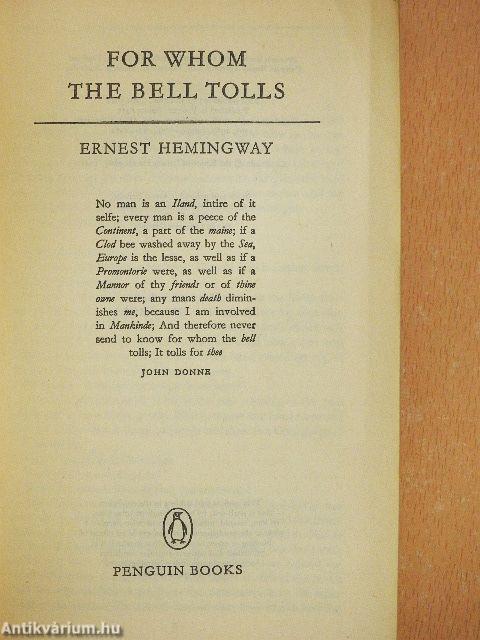 FOR WHOM
THE BELL TOLLS
ERNEST HEMINGWAY
No man is an Iland, intire of it
selfe; every man is a peece of the
Continent, a part of the maine; if a
Clod bee washed away by the Sea,
Europe is the lesse, as well as if a
Promontorie were, as well as if a
Mannor of thy friends or of thine
owne were; any mans death dimin-
ishes me, because I am involved
in Mankinde; And therefore never
send to know for whom the bell
tolls; It tolls for thee
JOHN DONNE
PENGUIN BOOKS
Antikvárium.hu